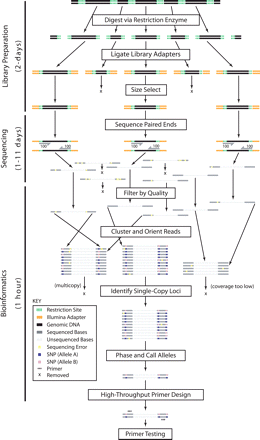 Library Preparation
(2-days)
Digest via Restriction Enzyme
Ligate Library Adapters
Size Select
Sequencing
(1-11 days)
Sequence Paired Ends
Bioinformatics
(1 hour)
Filter by Quality
Cluster and Orient Reads
(multicopy)
Identify Single-Copy Loci
(coverage too low)
KEY
Restriction Site
Illumina Adapter
Genomic DNA
Sequenced Bases
Unsequenced Bases
Sequencing Error
SNP (Allele A)
SNP (Allele B)
Primer
Removed
Phase and Call Alleles
High-Throughput Primer Design
Primer Testing